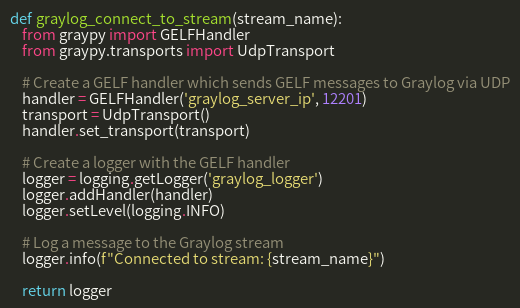 def graylog_connect_to_stream(stream_name):
    from graypy import GELFHandler
    from graypy.transports import UdpTransport

    # Create a GELF handler which sends GELF messages to Graylog via UDP
    handler = GELFHandler('graylog_server_ip', 12201)
    transport = UdpTransport()
    handler.set_transport(transport)

    # Create a logger with the GELF handler
    logger = logging.getLogger('graylog_logger')
    logger.addHandler(handler)
    logger.setLevel(logging.INFO)

    # Log a message to the Graylog stream
    logger.info(f"Connected to stream: {stream_name}")

    return logger